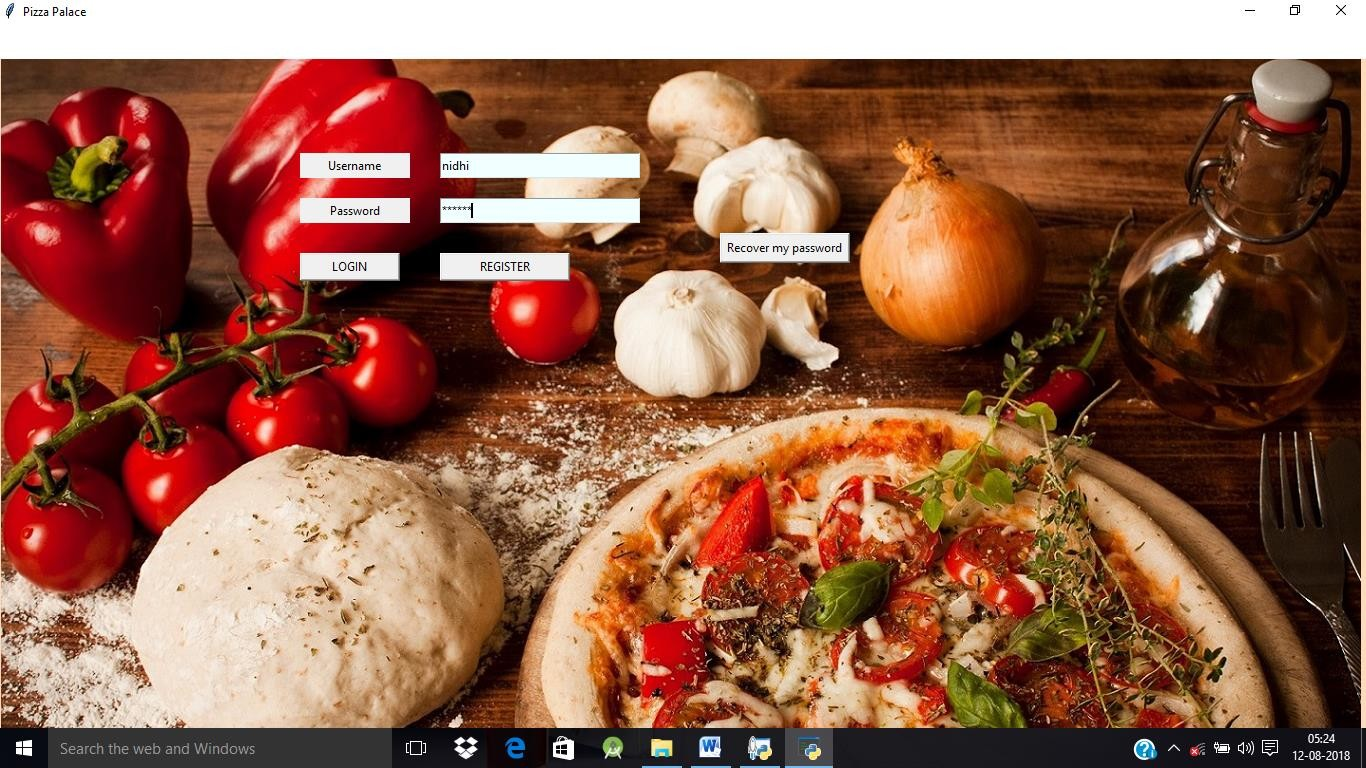 Pizza Palace
Username nidhi
Password ******
Recover my password
LOGIN REGISTER
Search the web and Windows
05:24
12-08-2018